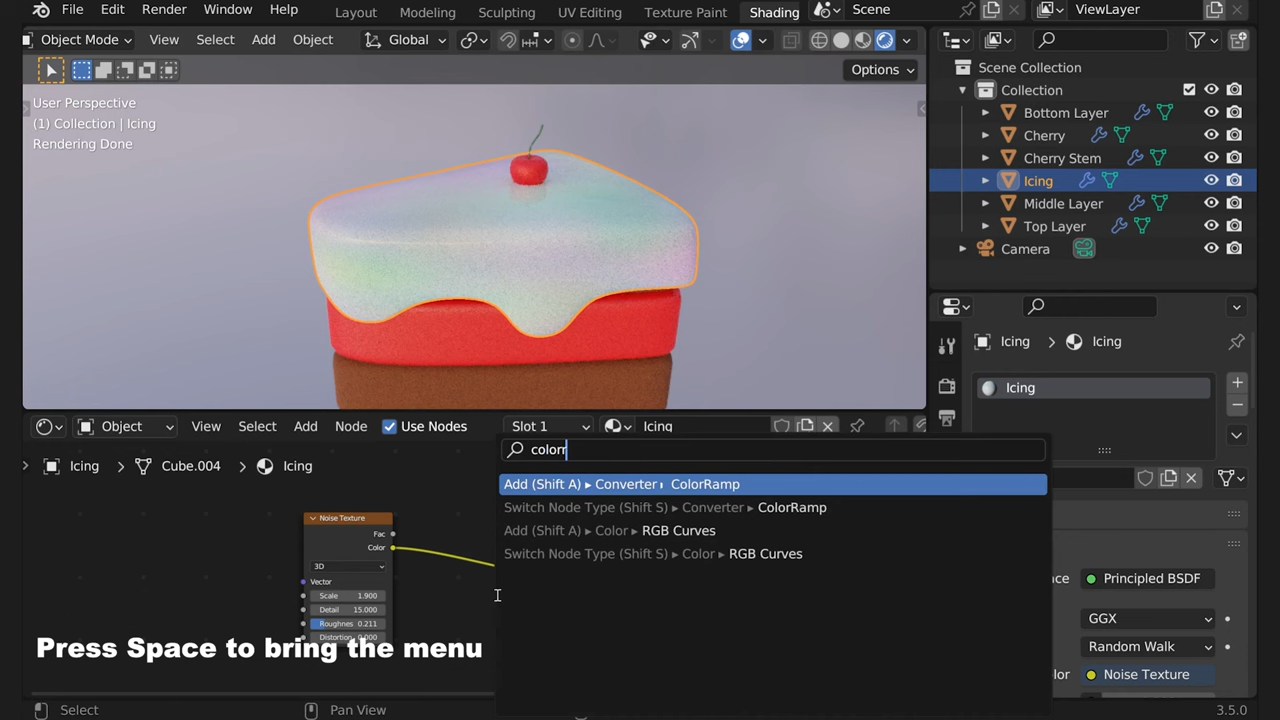 File Edit Render Window Help Layout Modeling Sculpting UV Editing Texture Paint Shading Scene ViewLayer
Object Mode View Select Add Object Global
Options
User Perspective
(1) Collection | Icing
Rendering Done
Scene Collection
Collection
Bottom Layer
Cherry
Cherry Stem
Icing
Middle Layer
Top Layer
Camera
Icing Icing
Icing
Object View Select Add Node Use Nodes Slot 1 Icing
colorr
Icing Cube.004 Icing
Add (Shift A) ▸ Converter ▸ ColorRamp
Switch Node Type (Shift S) ▸ Converter ▸ ColorRamp
Add (Shift A) ▸ Color ▸ RGB Curves
Switch Node Type (Shift S) ▸ Color ▸ RGB Curves
Noise Texture
Fac
Color
3D
Vector
Scale 1.900
Detail 15.000
Roughnes 0.211
Distortion 0.000
Principled BSDF
GGX
Random Walk
Noise Texture
Press Space to bring the menu
Select Pan View 3.5.0